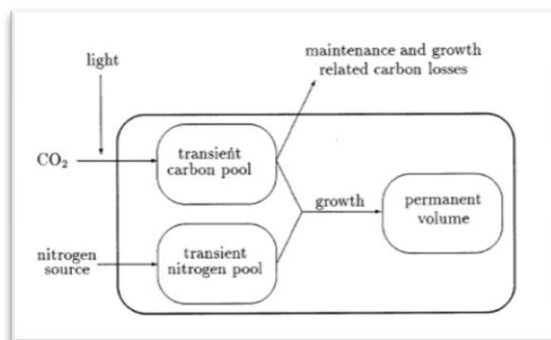 light
maintenance and growth
related carbon losses
CO₂
transient
carbon pool
growth
permanent
volume
nitrogen
source
transient
nitrogen pool